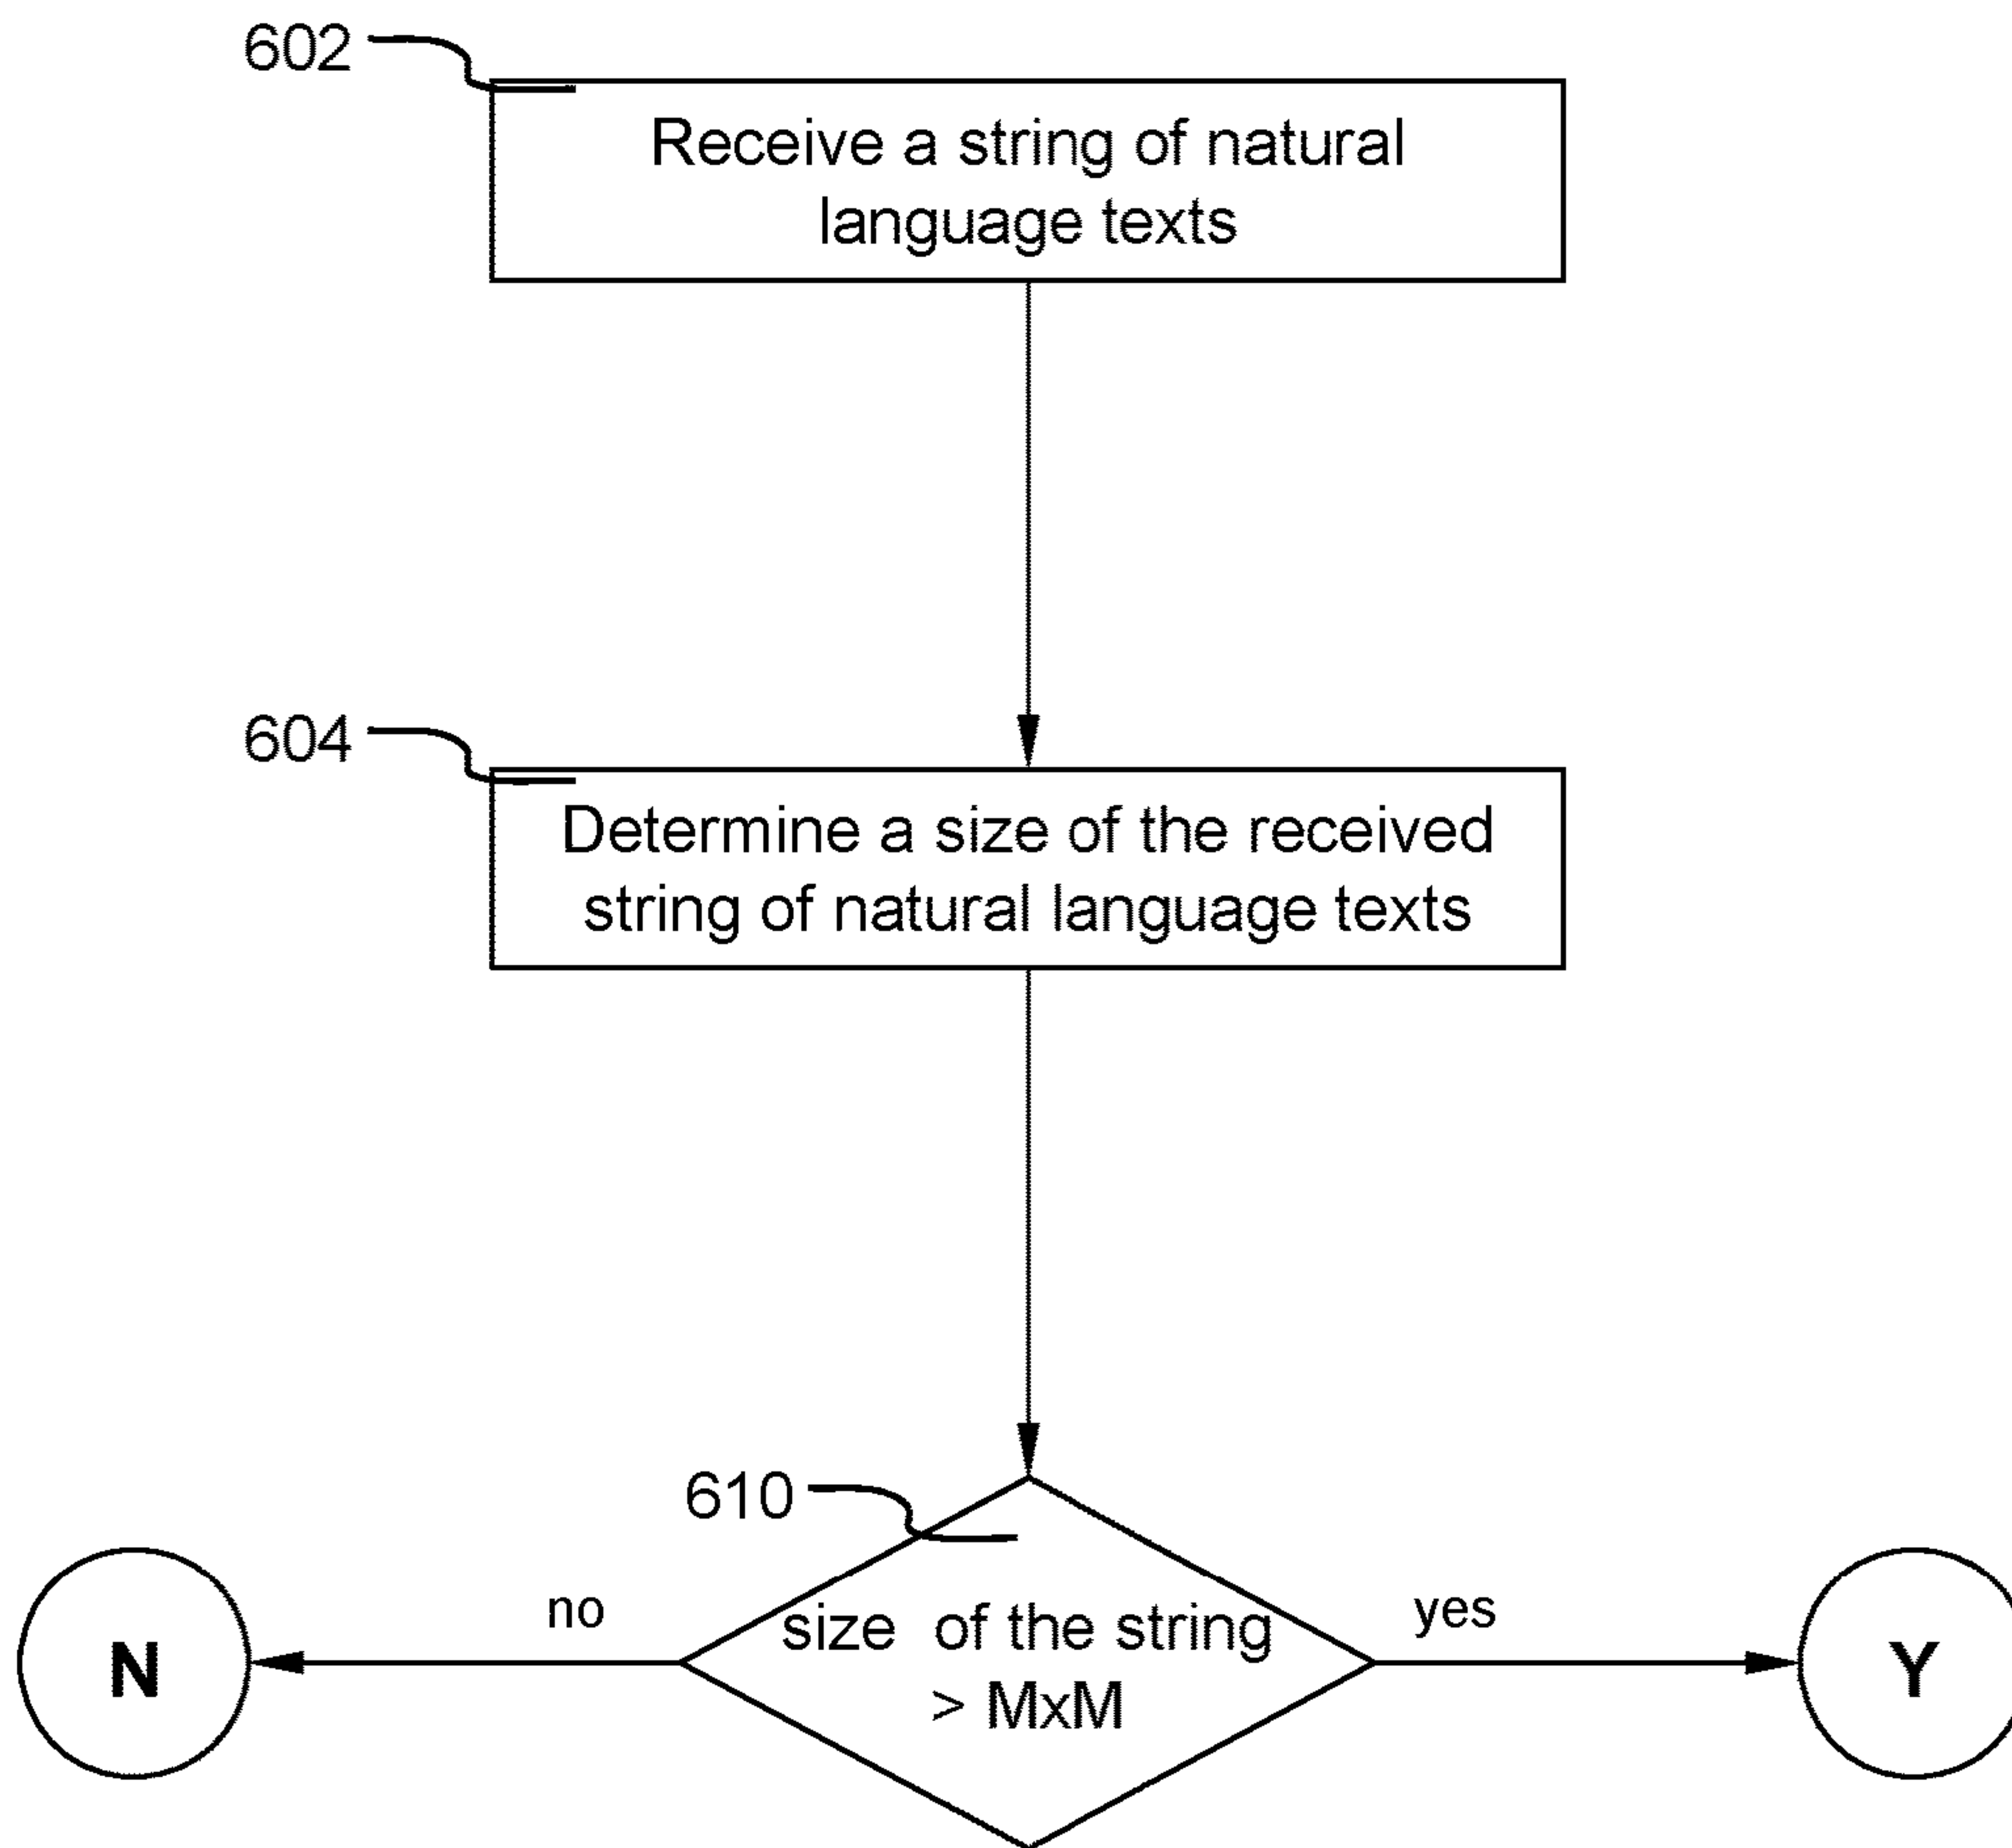 602
Receive a string of natural
language texts
604
Determine a size of the received
string of natural language texts
610
no
size of the string
yes
N
> MxM
Y